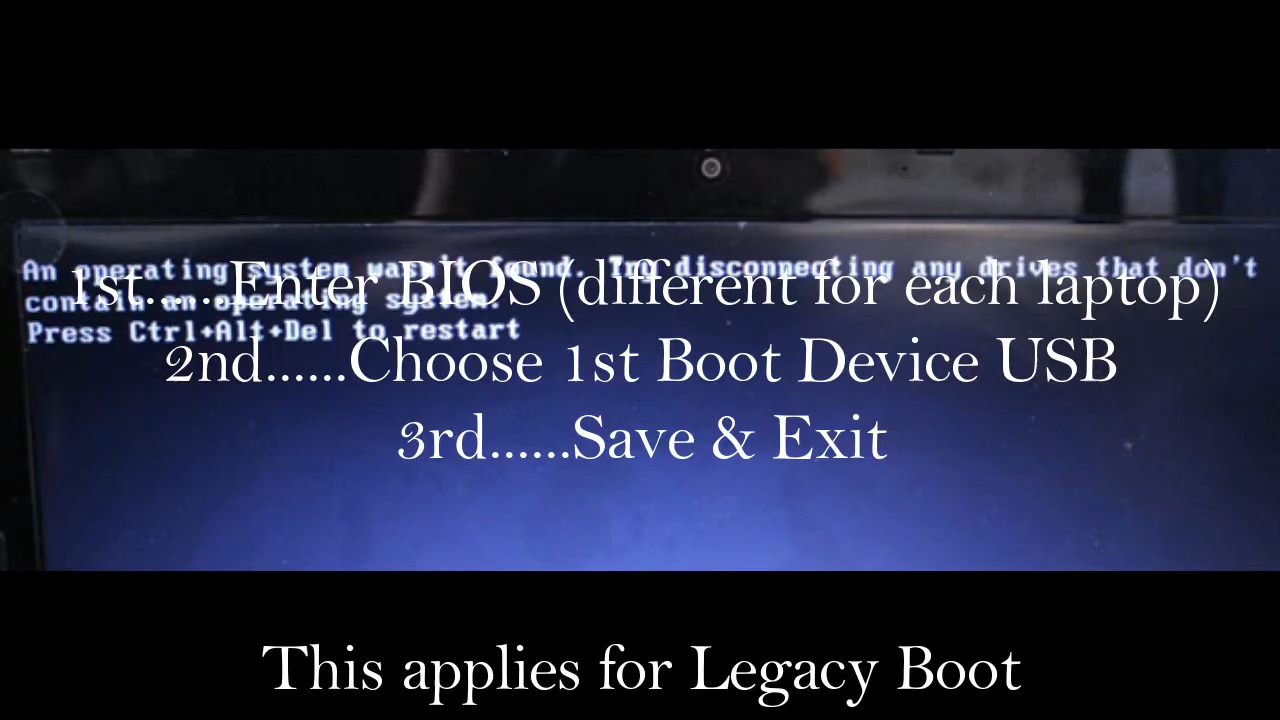 An operating system wasn't found. Try disconnecting any drives that don't
contain an operating system.
Press Ctrl+Alt+Del to restart
1st.......Enter BIOS (different for each laptop)
2nd......Choose 1st Boot Device USB
3rd......Save & Exit
This applies for Legacy Boot